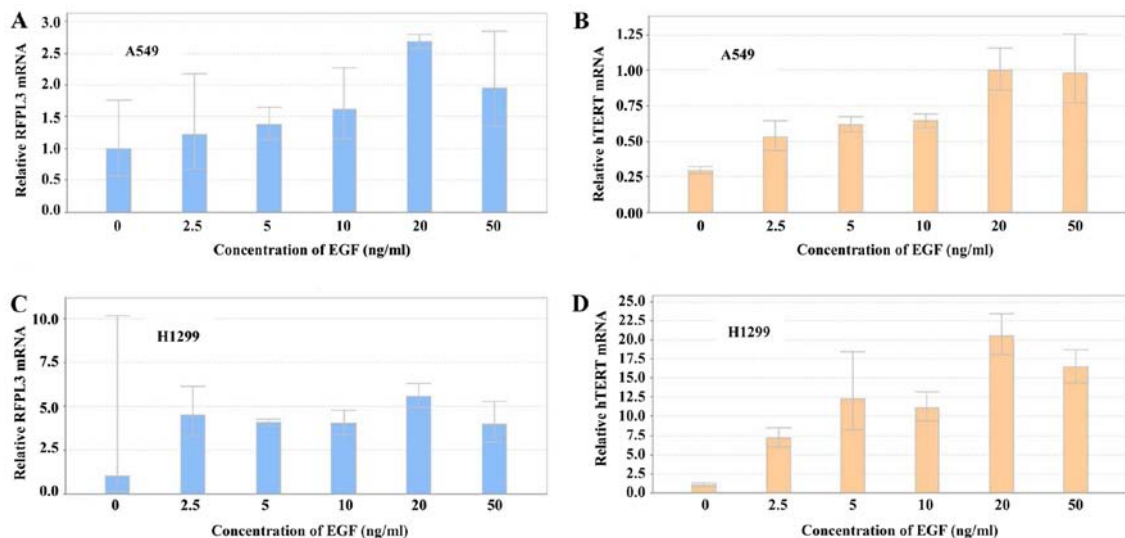 A
A549
Relative RFPL3 mRNA
3.0
2.5
2.0
1.5
1.0
0.5
0.0
0 2.5 5 10 20 50
Concentration of EGF (ng/ml)
B
A549
Relative hTERT mRNA
1.25
1.00
0.75
0.50
0.25
0.00
0 2.5 5 10 20 50
Concentration of EGF (ng/ml)
C
H1299
Relative RFPL3 mRNA
10.0
7.5
5.0
2.5
0.0
0 2.5 5 10 20 50
Concentration of EGF (ng/ml)
D
H1299
Relative hTERT mRNA
25.0
22.5
20.0
17.5
15.0
12.5
10.0
7.5
5.0
2.5
0.0
0 2.5 5 10 20 50
Concentration of EGF (ng/ml)